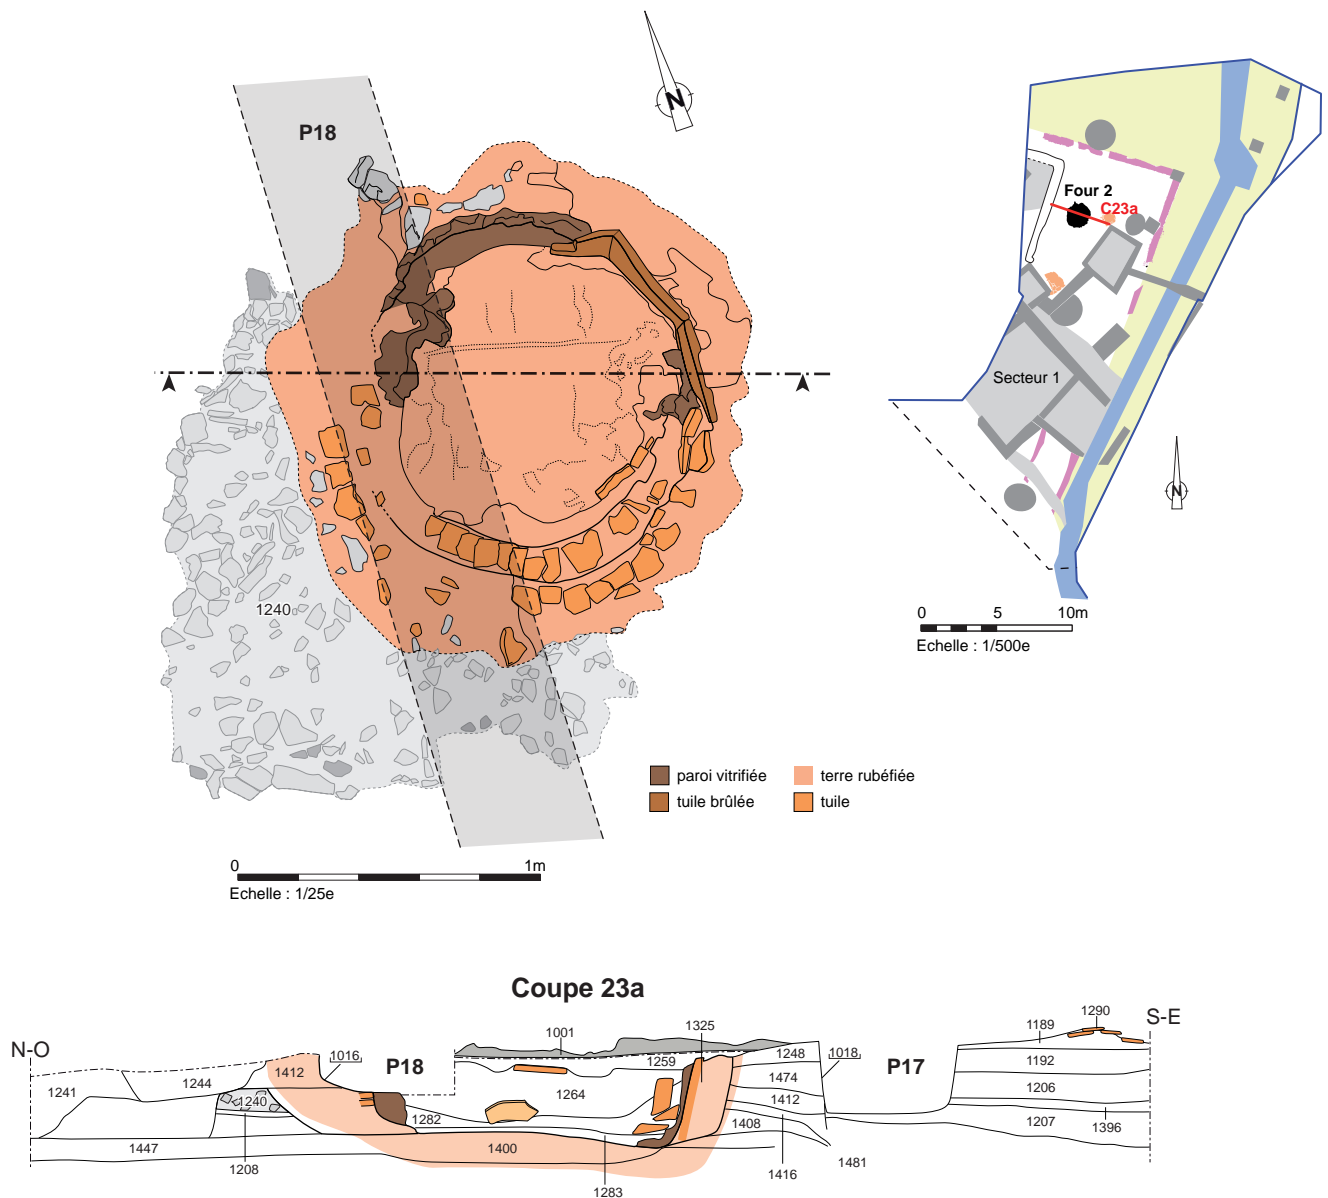 P18
N
1240
0 1m
Echelle : 1/25e
paroi vitrifiée
terre rubéfiée
tuile brûlée
tuile
Four 2
C23a
Secteur 1
N
0 5 10m
Echelle : 1/500e
Coupe 23a
N-O
S-E
1241
1244
1412
1016
P18
1001
1325
1259
1248
1018
P17
1189
1290
1192
1206
1207
1396
1240
1208
1447
1282
1264
1400
1283
1474
1412
1408
1416
1481